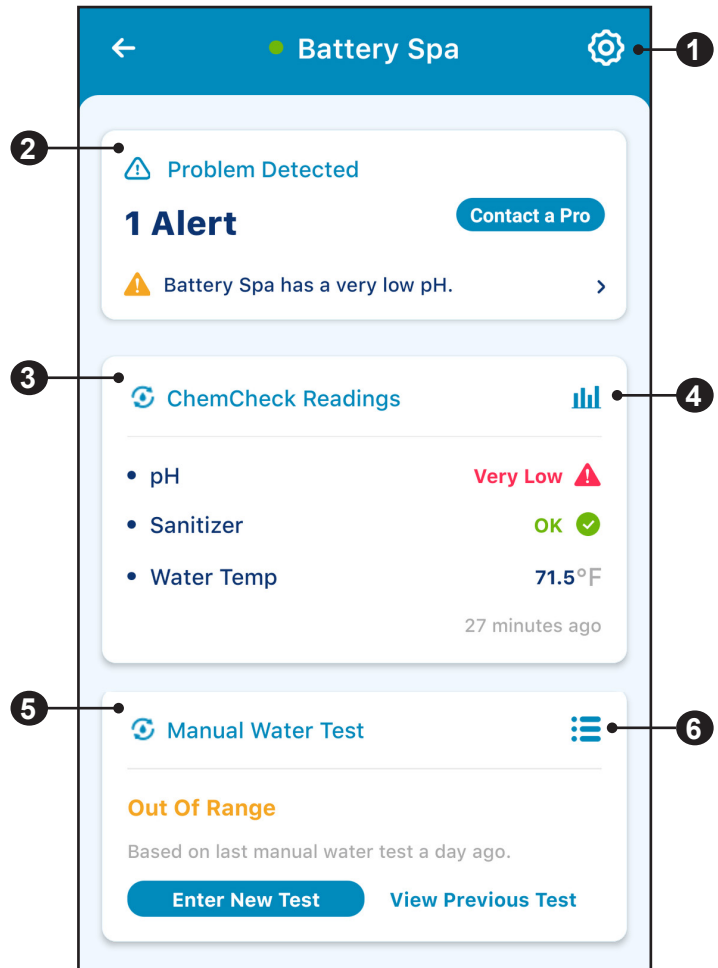 Battery Spa
1
2
Problem Detected
1 Alert
Contact a Pro
Battery Spa has a very low pH.
3
ChemCheck Readings
4
• pH
Very Low
• Sanitizer
OK
• Water Temp
71.5°F
27 minutes ago
5
Manual Water Test
6
Out Of Range
Based on last manual water test a day ago.
Enter New Test
View Previous Test